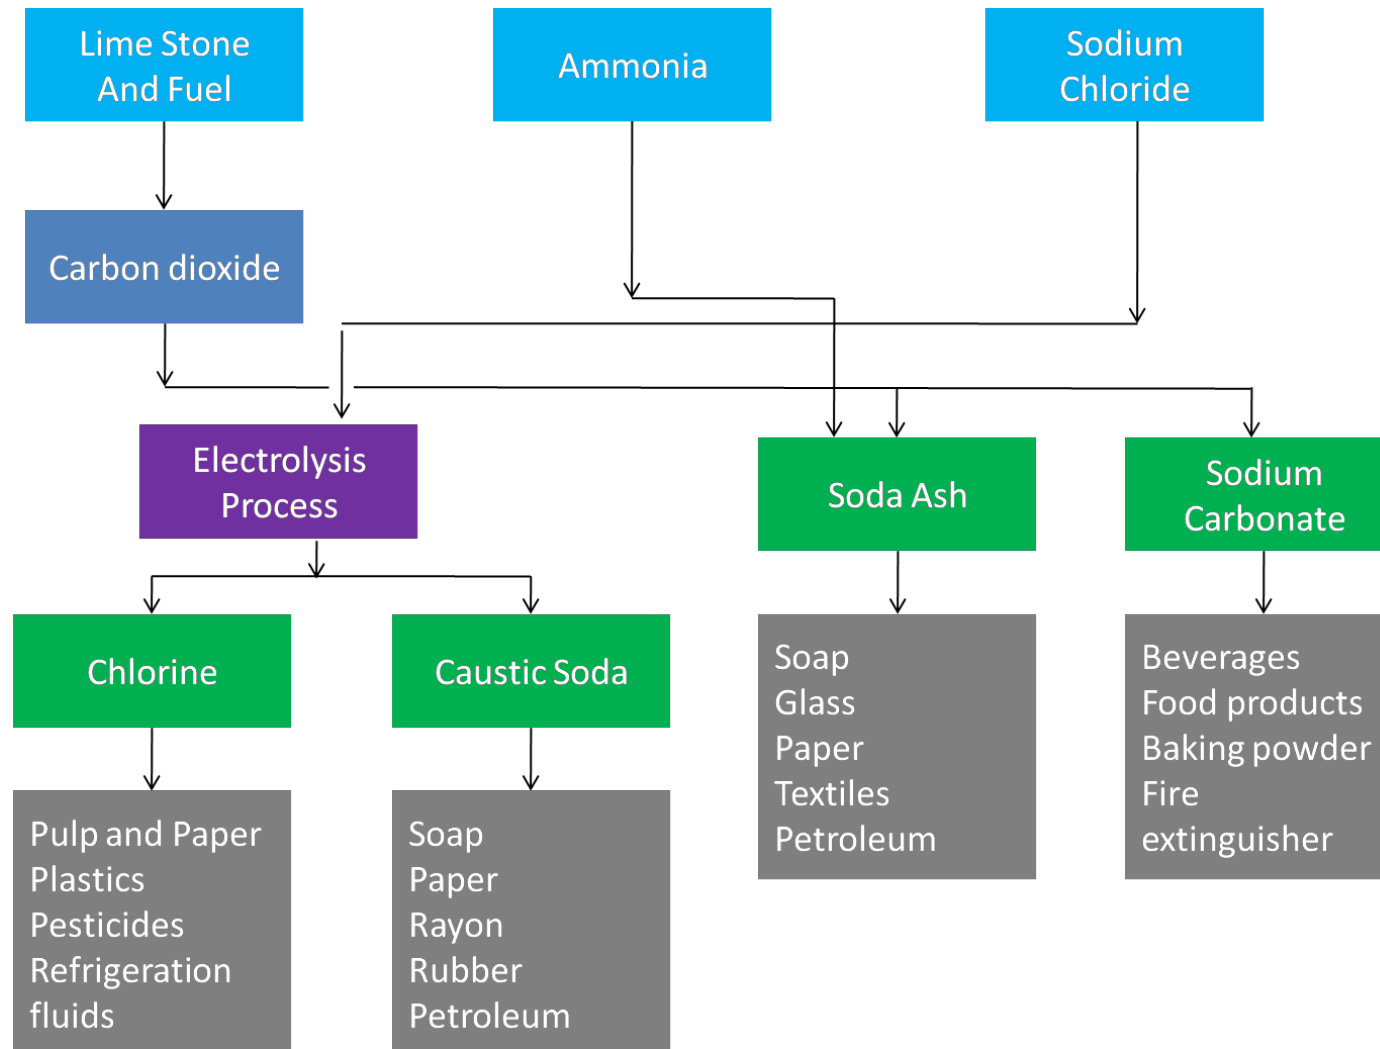 Lime Stone
And Fuel
Ammonia
Sodium
Chloride
Carbon dioxide
Electrolysis
Process
Soda Ash
Sodium
Carbonate
Chlorine
Caustic Soda
Soap
Glass
Paper
Textiles
Petroleum
Beverages
Food products
Baking powder
Fire
extinguisher
Pulp and Paper
Plastics
Pesticides
Refrigeration
fluids
Soap
Paper
Rayon
Rubber
Petroleum